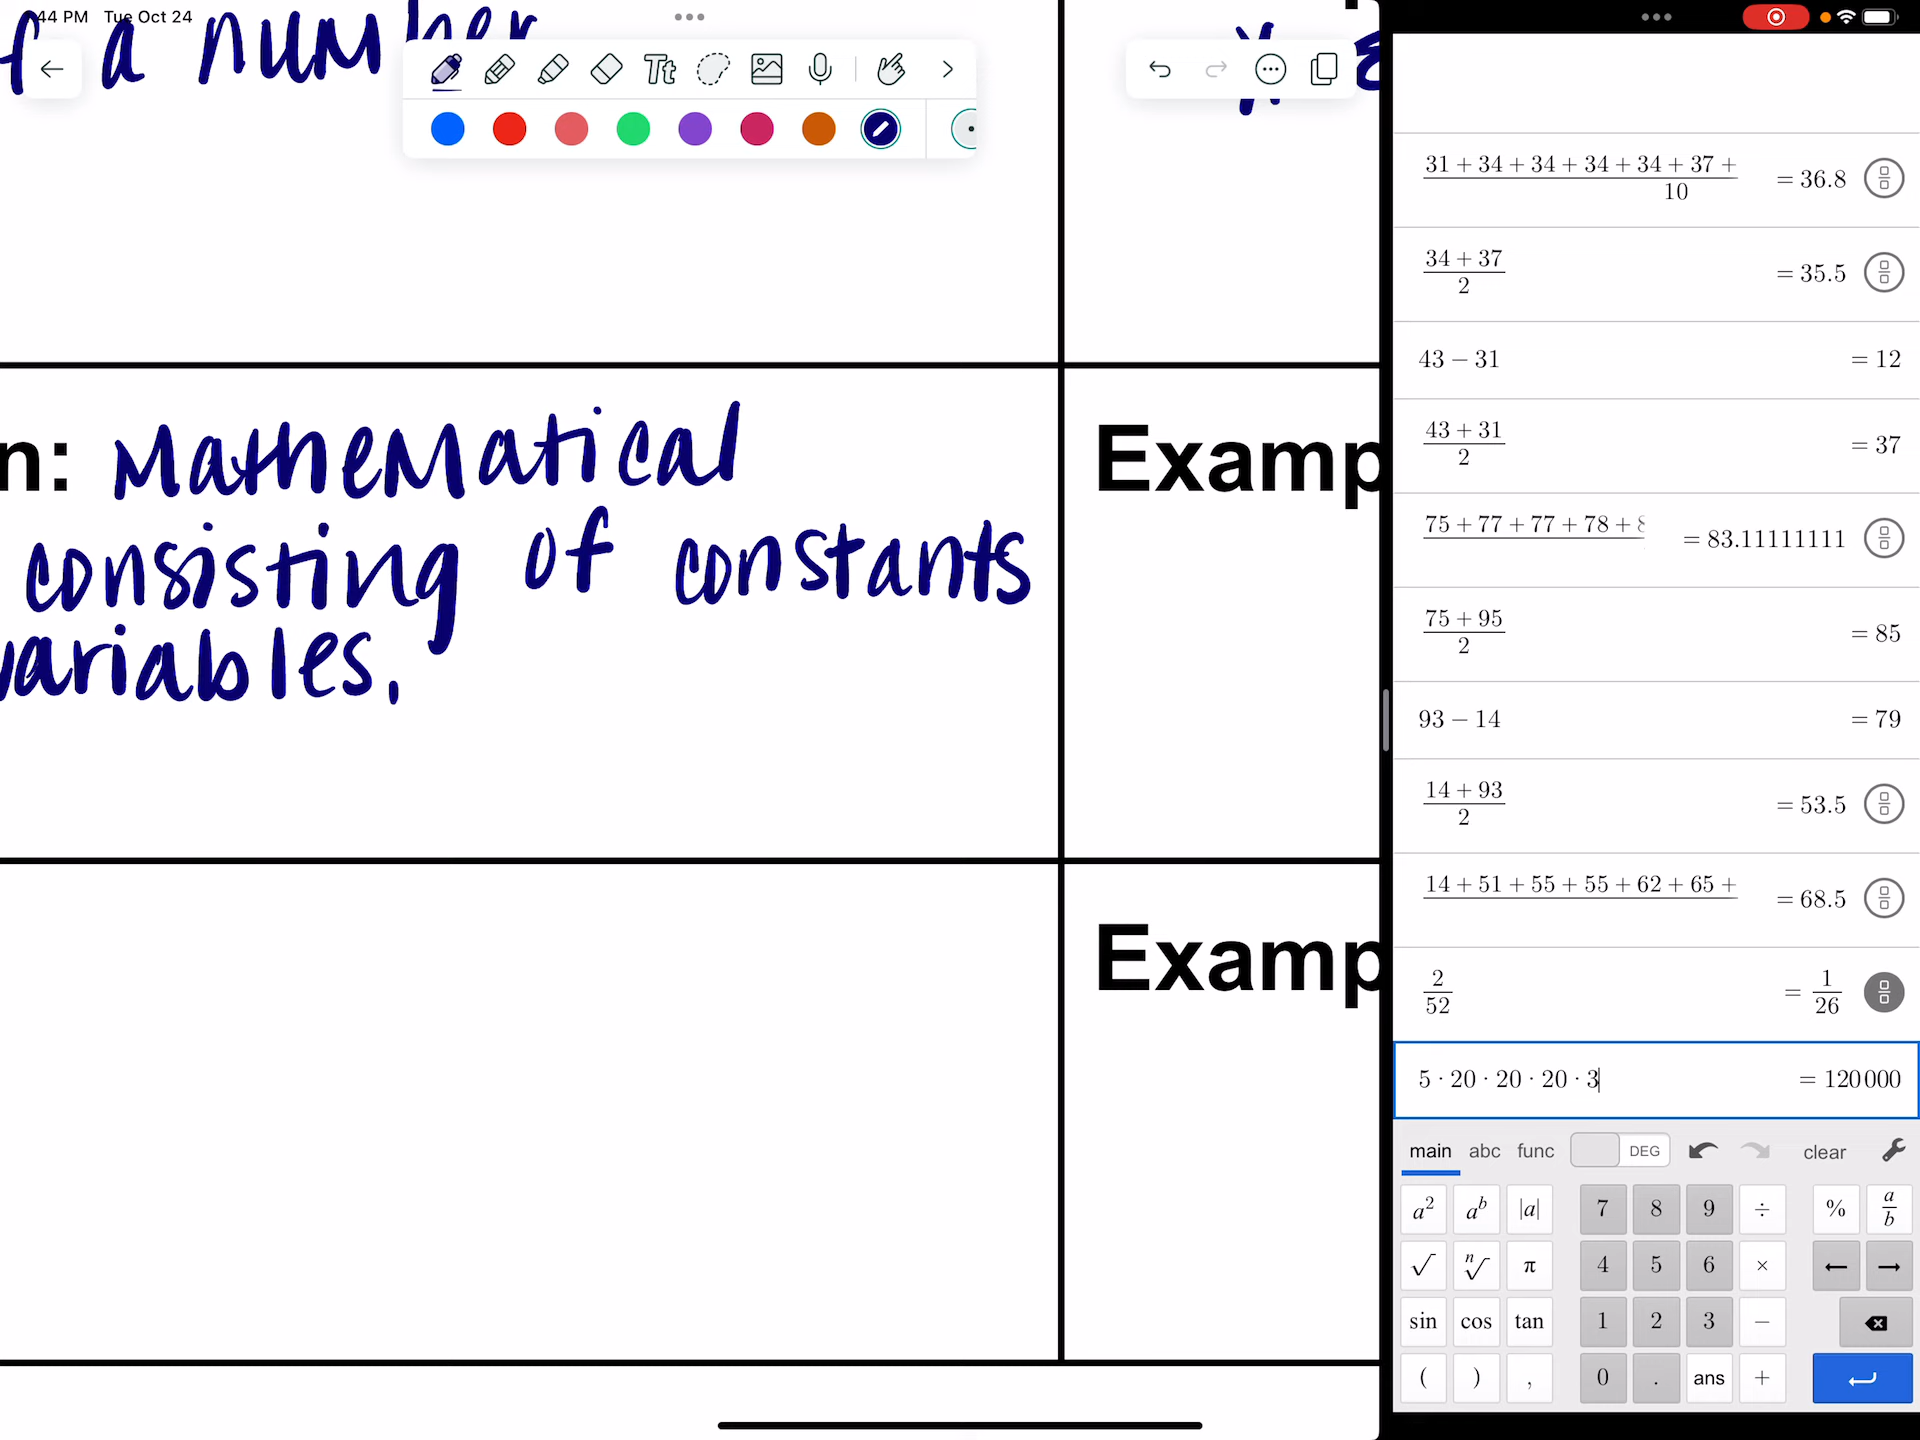 44 PM Tue Oct 24
f a number
n: Mathematical
consisting of constants
variables.
Examp
Examp
Tt
31 + 34 + 34 + 34 + 34 + 37 +
10
= 36.8
34 + 37
2
= 35.5
43 − 31
= 12
43 + 31
2
= 37
75 + 77 + 77 + 78 + 8
= 83.11111111
75 + 95
2
= 85
93 − 14
= 79
14 + 93
2
= 53.5
14 + 51 + 55 + 55 + 62 + 65 +
= 68.5
2
52
= 1
26
5 · 20 · 20 · 20 · 3
= 120000
main abc func DEG clear
a² aᵇ |a| 7 8 9 ÷ % a/b
√ ⁿ√ π 4 5 6 × ← →
sin cos tan 1 2 3 −
( ) , 0 . ans +